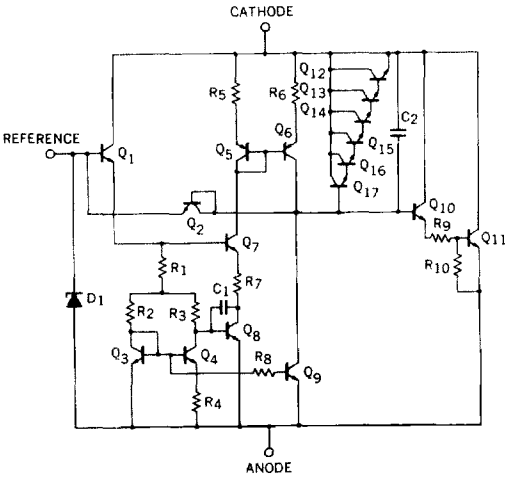 CATHODE
Q12
Q13
Q14
R5
R6
C2
REFERENCE
Q1
Q5
Q6
Q15
Q16
Q17
Q10
Q2
R9
Q11
Q7
R10
R1
R7
D1
R2
R3
C1
Q8
Q3
Q4
R8
Q9
R4
ANODE